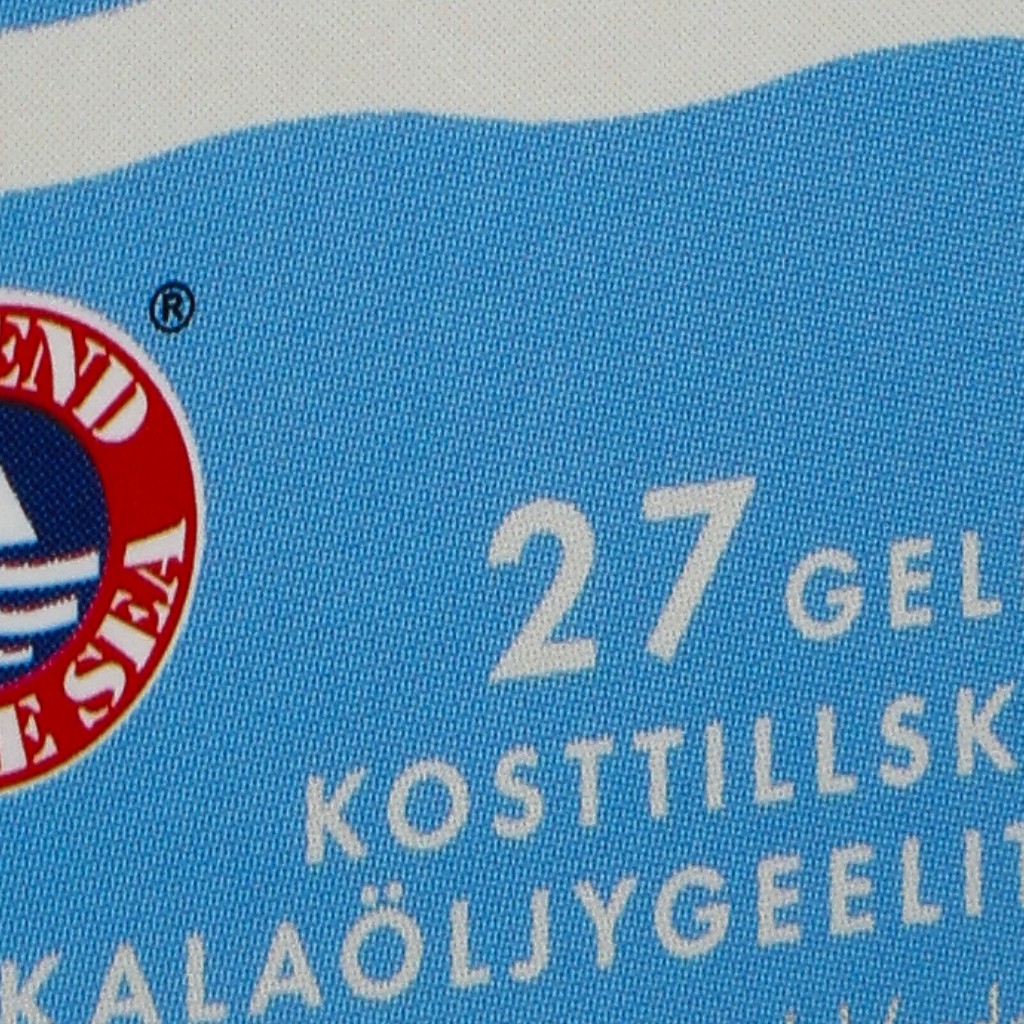 ®
END
SEA
27 GEL
KOSTTILLSK
KALAÖLJYGEELIT